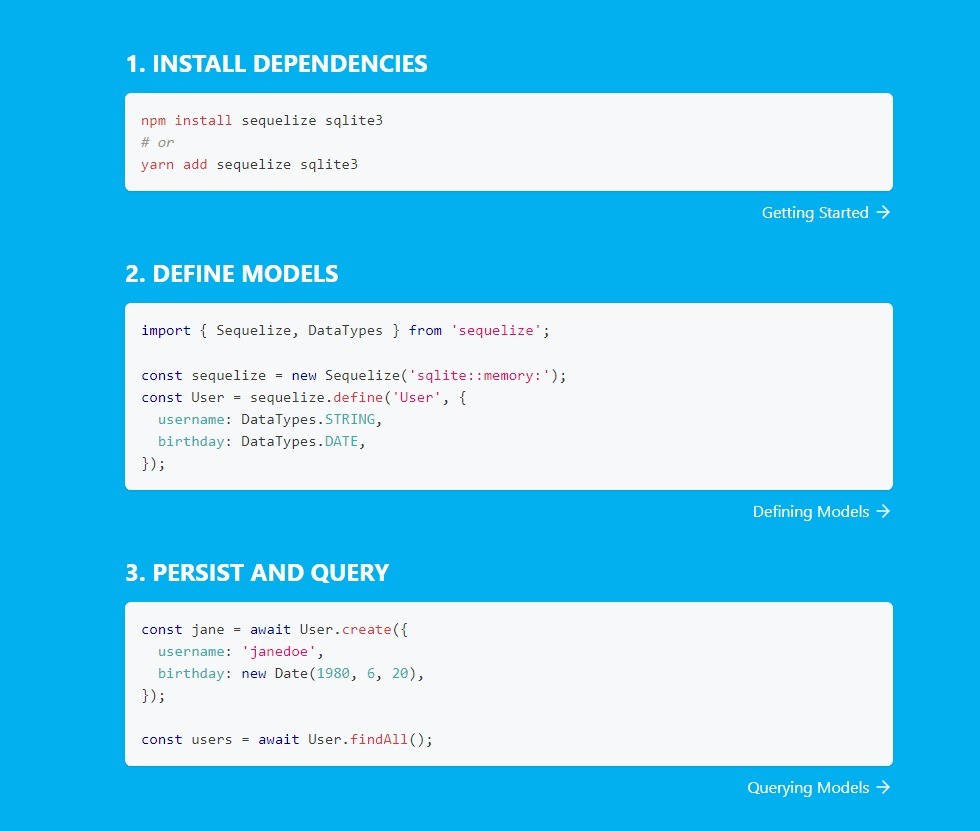 1. INSTALL DEPENDENCIES
npm install sequelize sqlite3
# or
yarn add sequelize sqlite3
Getting Started →
2. DEFINE MODELS
import { Sequelize, DataTypes } from 'sequelize';
const sequelize = new Sequelize('sqlite::memory:');
const User = sequelize.define('User', {
  username: DataTypes.STRING,
  birthday: DataTypes.DATE,
});
Defining Models →
3. PERSIST AND QUERY
const jane = await User.create({
  username: 'janedoe',
  birthday: new Date(1980, 6, 20),
});
const users = await User.findAll();
Querying Models →